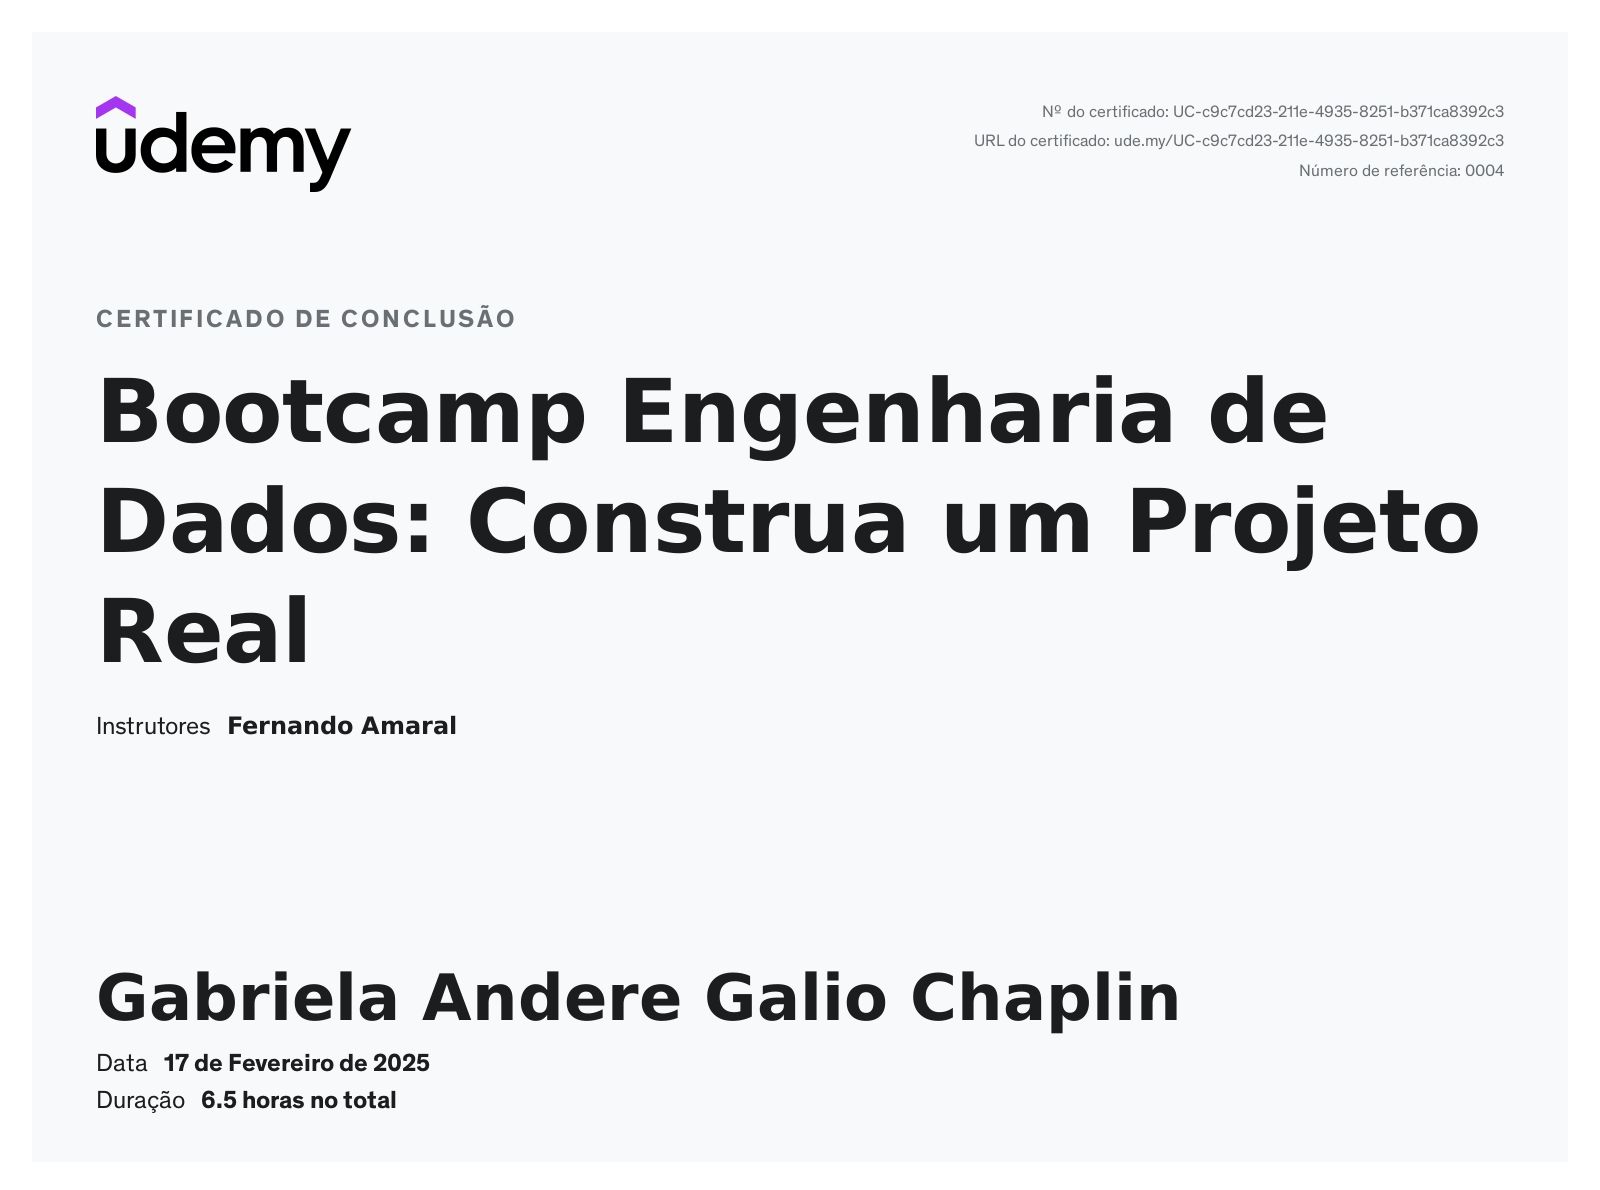 udemy
Nº do certificado: UC-c9c7cd23-211e-4935-8251-b371ca8392c3
URL do certificado: ude.my/UC-c9c7cd23-211e-4935-8251-b371ca8392c3
Número de referência: 0004
CERTIFICADO DE CONCLUSÃO
Bootcamp Engenharia de
Dados: Construa um Projeto
Real
Instrutores Fernando Amaral
Gabriela Andere Galio Chaplin
Data 17 de Fevereiro de 2025
Duração 6.5 horas no total